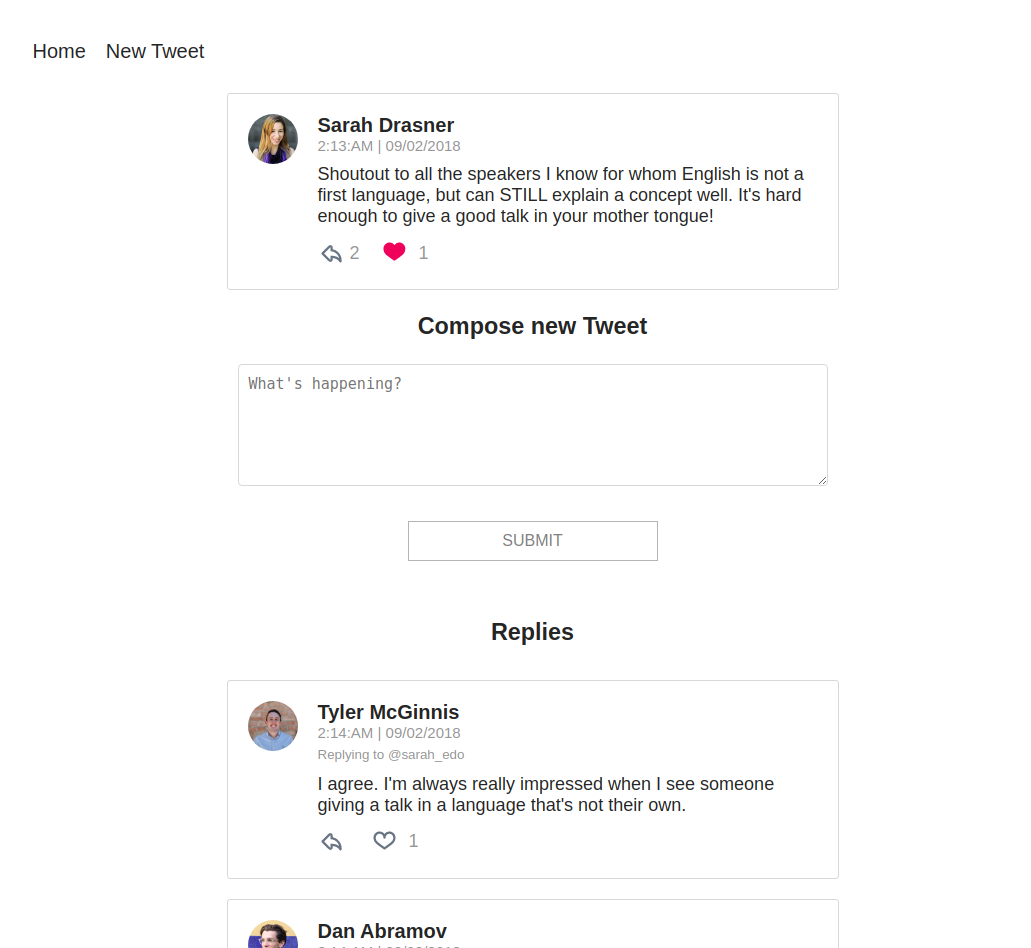 Home New Tweet
Sarah Drasner
2:13:AM | 09/02/2018
Shoutout to all the speakers I know for whom English is not a
first language, but can STILL explain a concept well. It's hard
enough to give a good talk in your mother tongue!
2 1
Compose new Tweet
What's happening?
SUBMIT
Replies
Tyler McGinnis
2:14:AM | 09/02/2018
Replying to @sarah_edo
I agree. I'm always really impressed when I see someone
giving a talk in a language that's not their own.
1
Dan Abramov